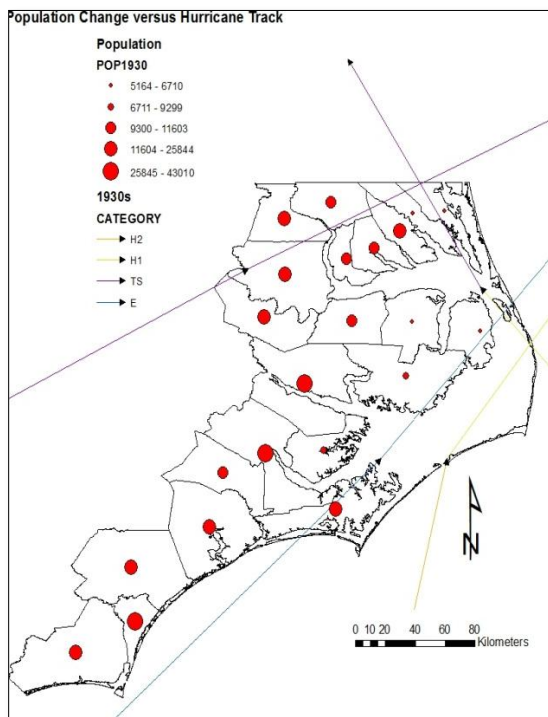 Population Change versus Hurricane Track
Population
POP1930
5164 - 6710
6711 - 9299
9300 - 11603
11604 - 25844
25845 - 43010
1930s
CATEGORY
H2
H1
TS
E
N
0 10 20 40 60 80
Kilometers